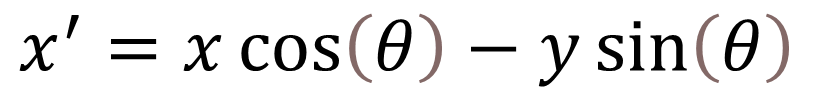 x′ = x cos(θ) − y sin(θ)